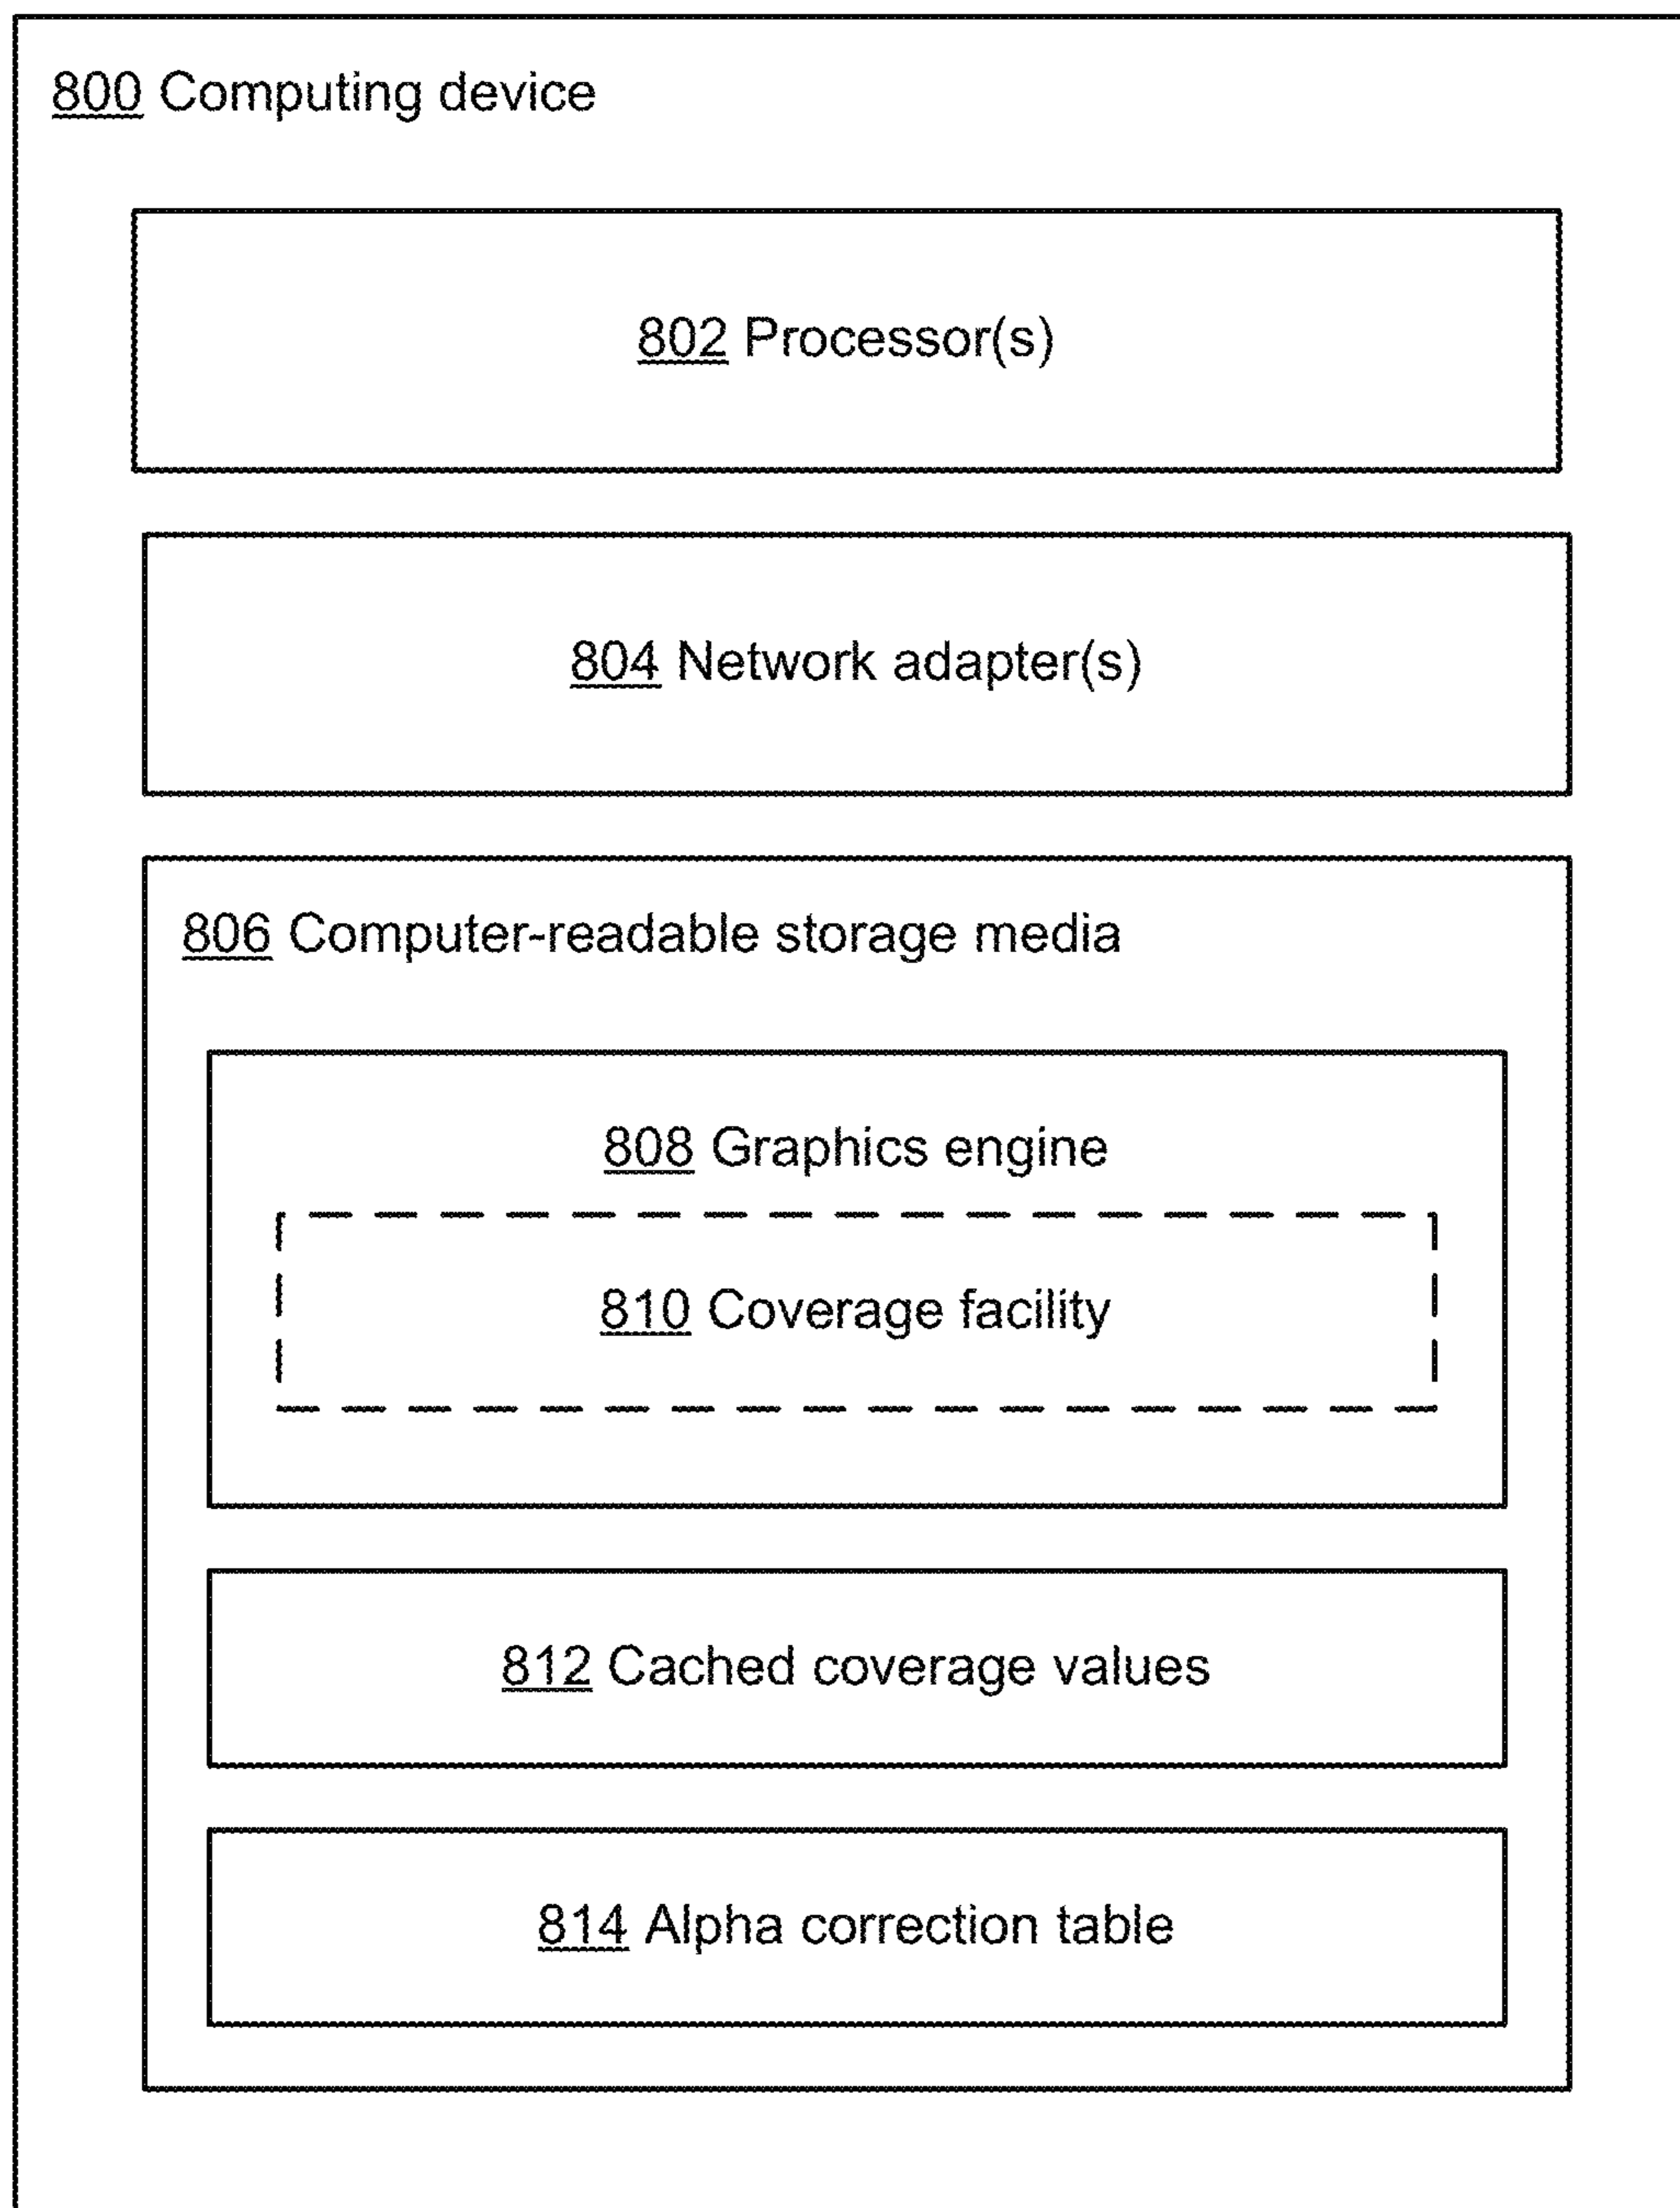 800 Computing device
802 Processor(s)
804 Network adapter(s)
806 Computer-readable storage media
808 Graphics engine
810 Coverage facility
812 Cached coverage values
814 Alpha correction table